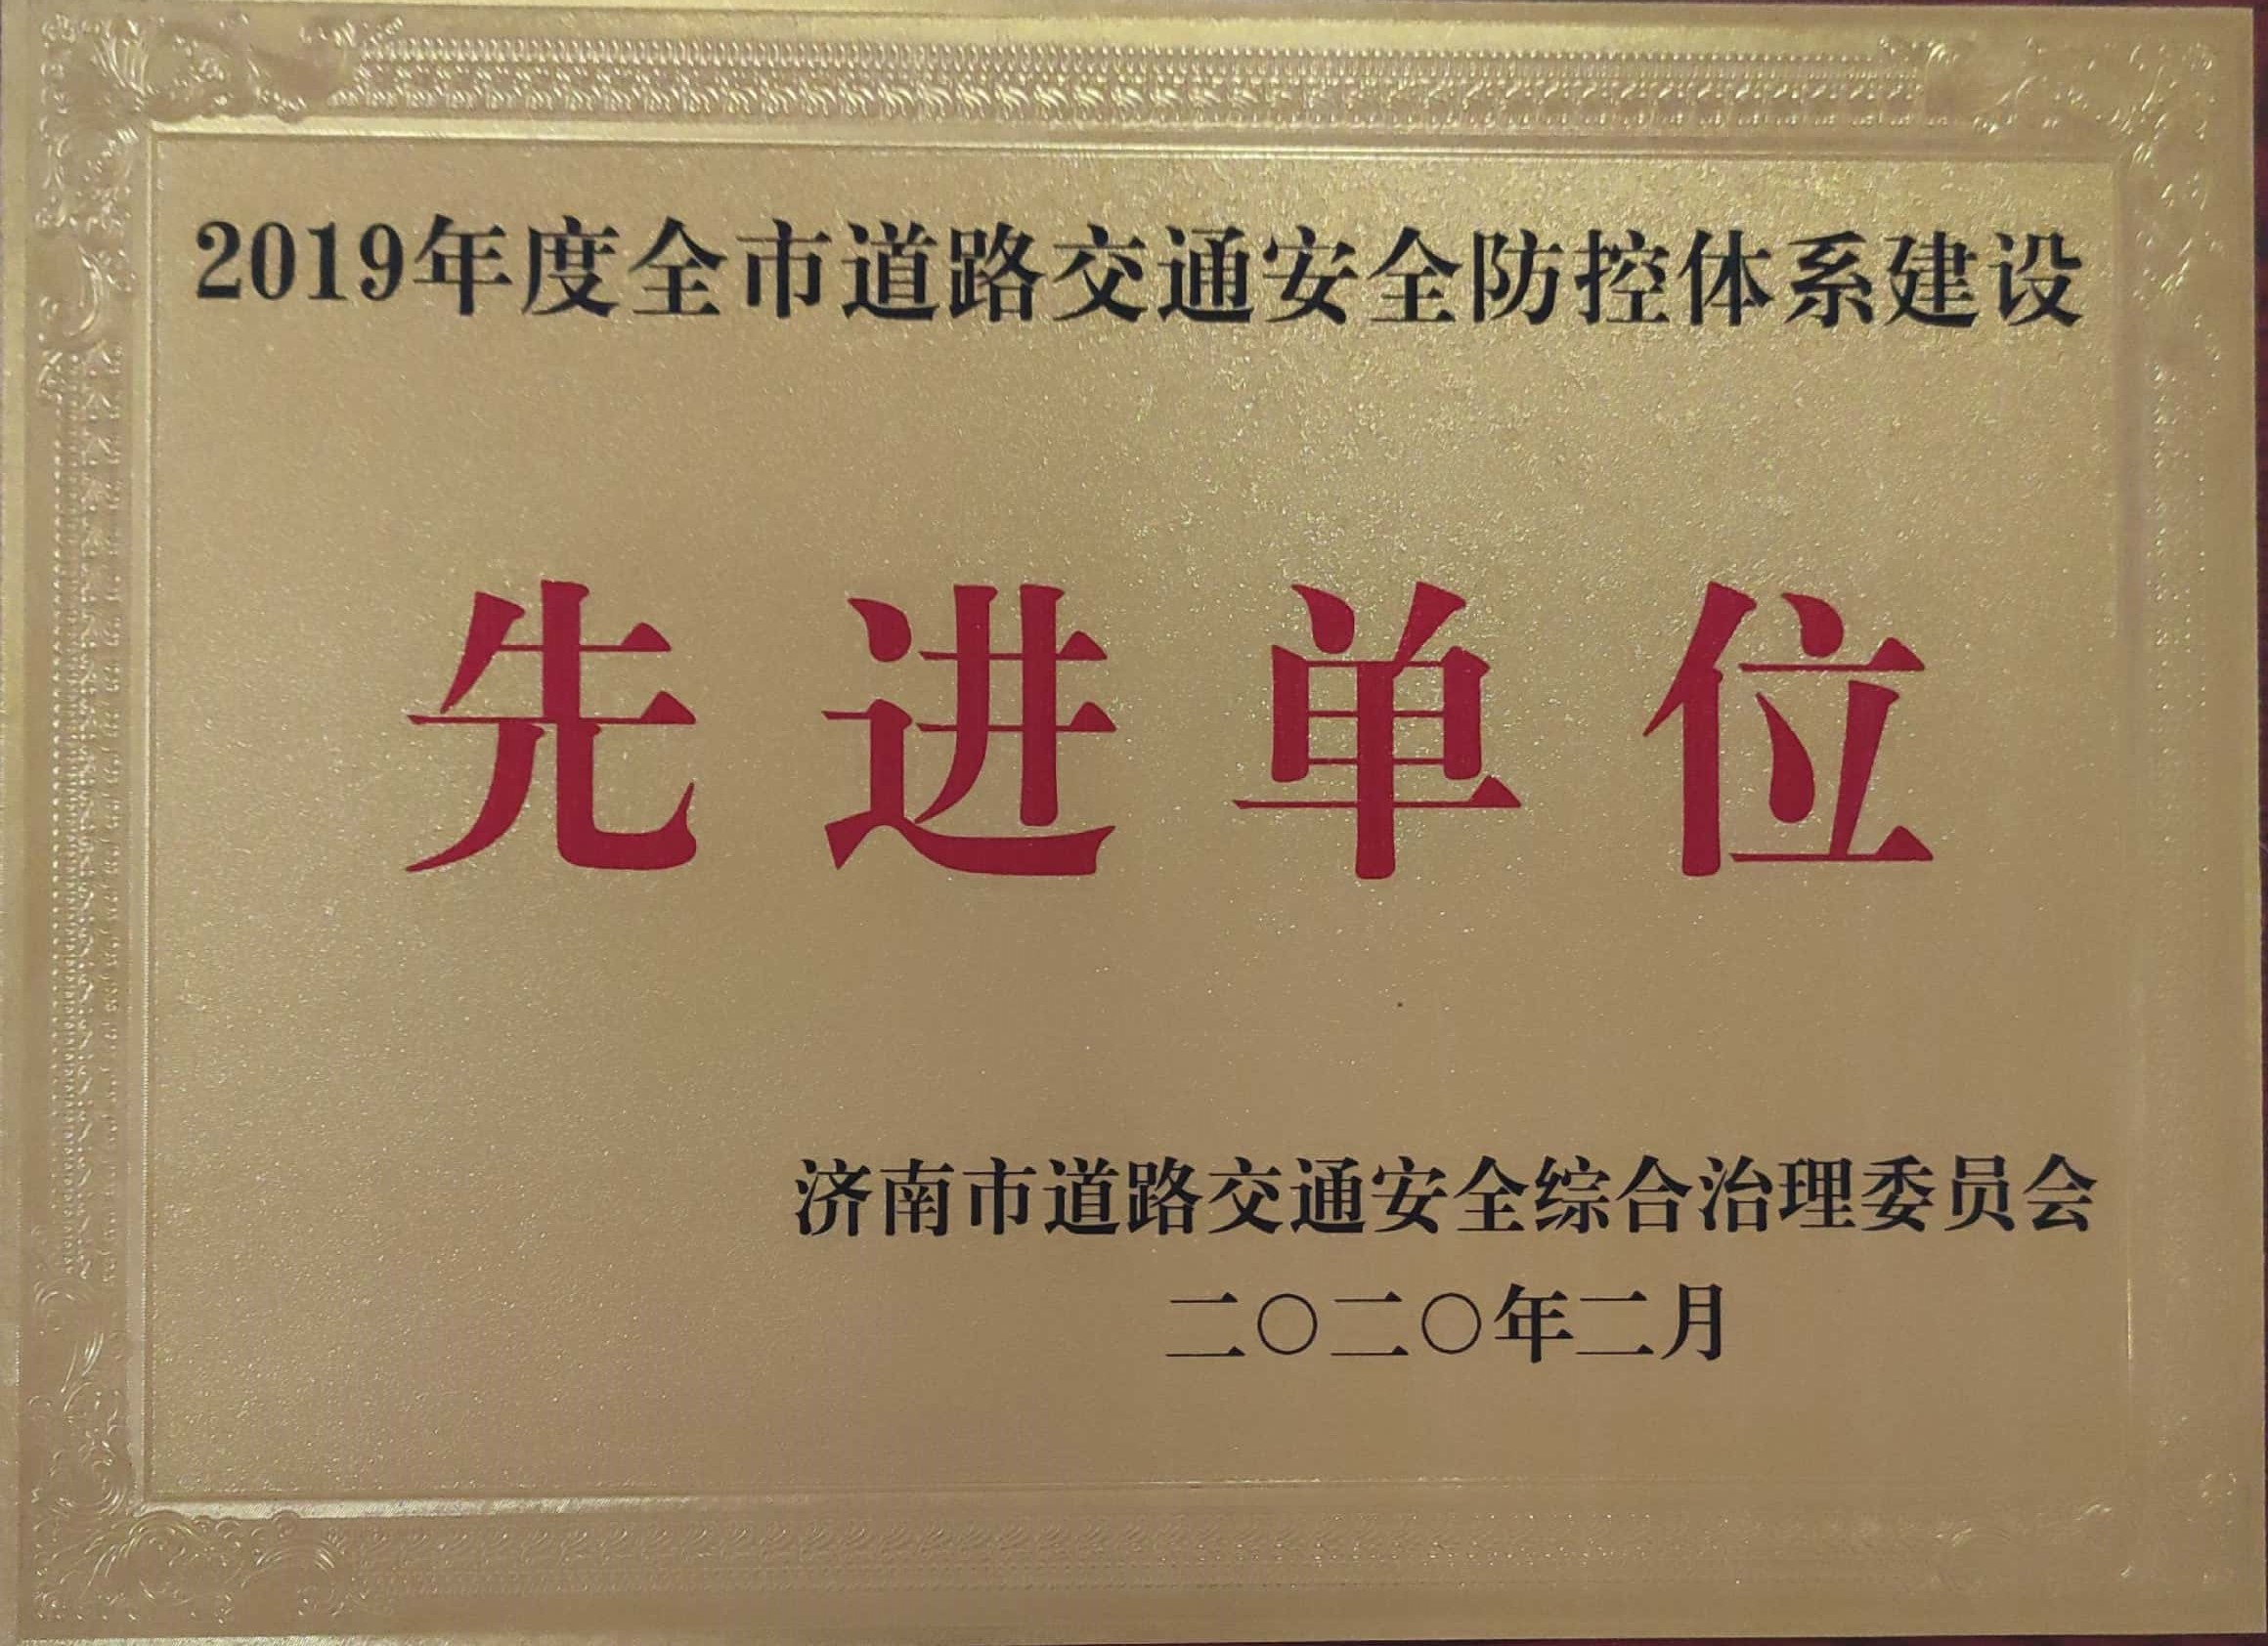 2019年度全市道路交通安全防控体系建设
先进单位
济南市道路交通安全综合治理委员会
二〇二〇年二月